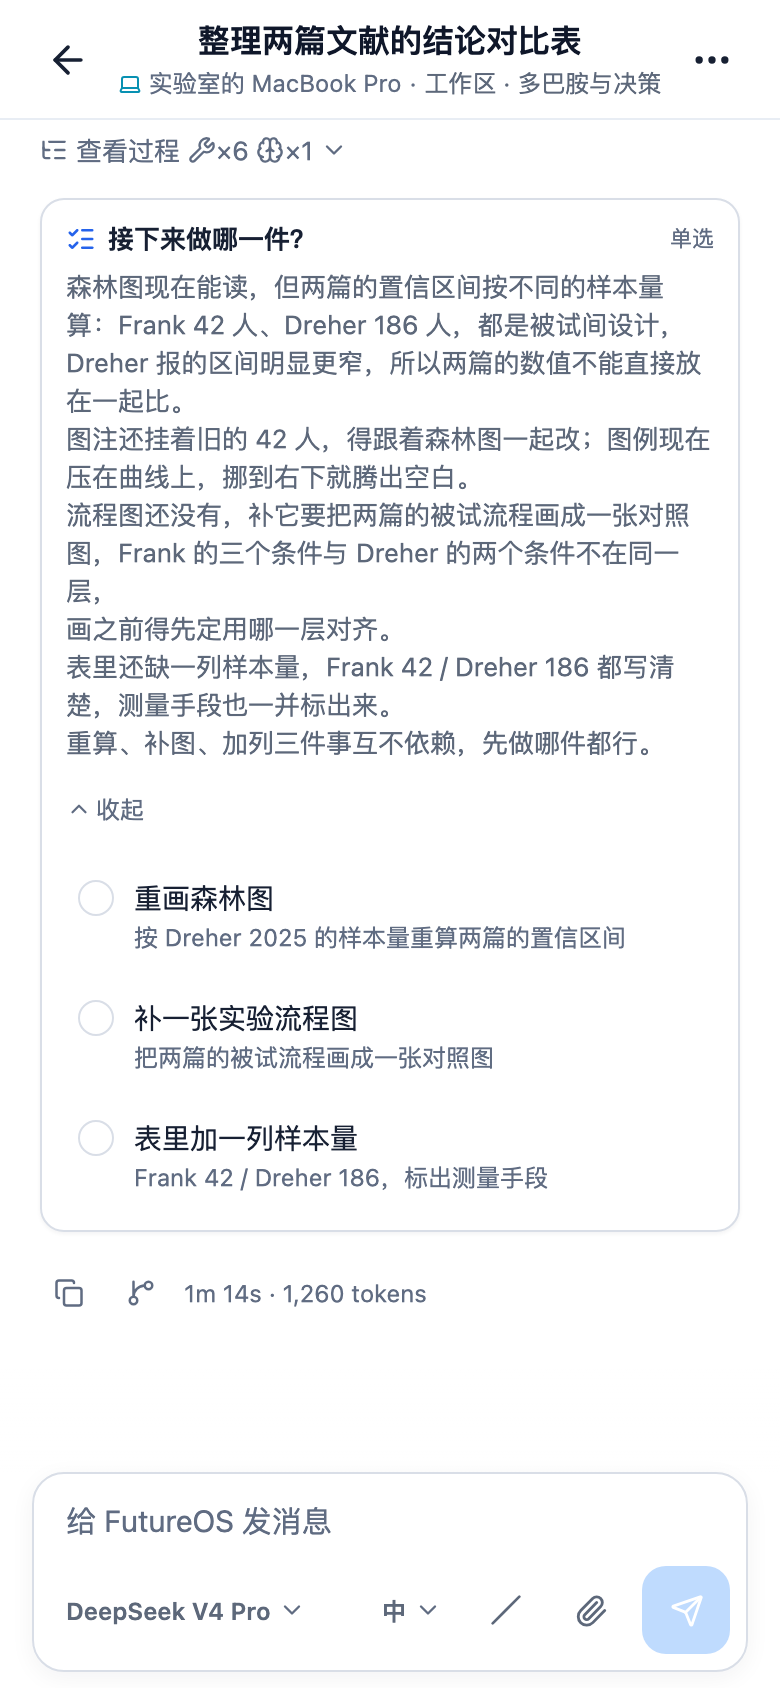 整理两篇文献的结论对比表
实验室的 MacBook Pro · 工作区 · 多巴胺与决策
查看过程 ×6 ×1
接下来做哪一件? 单选
森林图现在能读，但两篇的置信区间按不同的样本量
算：Frank 42 人、Dreher 186 人，都是被试间设计，
Dreher 报的区间明显更窄，所以两篇的数值不能直接放
在一起比。
图注还挂着旧的 42 人，得跟着森林图一起改；图例现在
压在曲线上，挪到右下就腾出空白。
流程图还没有，补它要把两篇的被试流程画成一张对照
图，Frank 的三个条件与 Dreher 的两个条件不在同一
层，
画之前得先定用哪一层对齐。
表里还缺一列样本量，Frank 42 / Dreher 186 都写清
楚，测量手段也一并标出来。
重算、补图、加列三件事互不依赖，先做哪件都行。
收起
重画森林图
按 Dreher 2025 的样本量重算两篇的置信区间
补一张实验流程图
把两篇的被试流程画成一张对照图
表里加一列样本量
Frank 42 / Dreher 186，标出测量手段
1m 14s · 1,260 tokens
给 FutureOS 发消息
DeepSeek V4 Pro 中